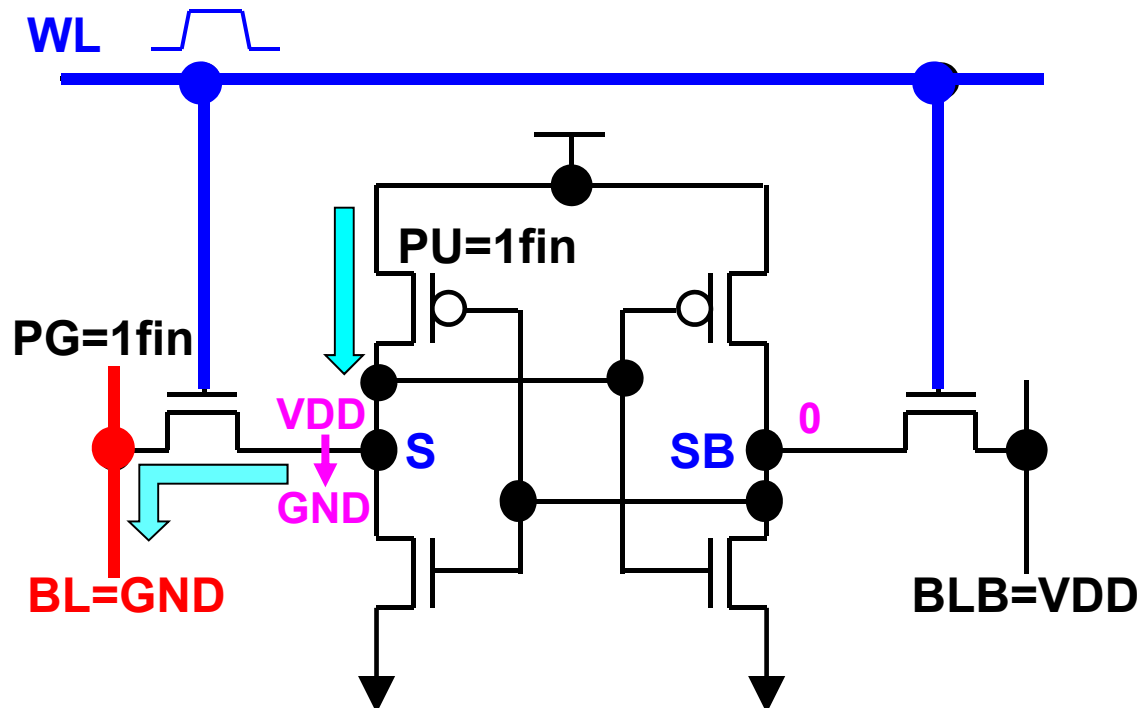 WL
PU=1fin
PG=1fin
VDD
0
S
SB
GND
BL=GND
BLB=VDD